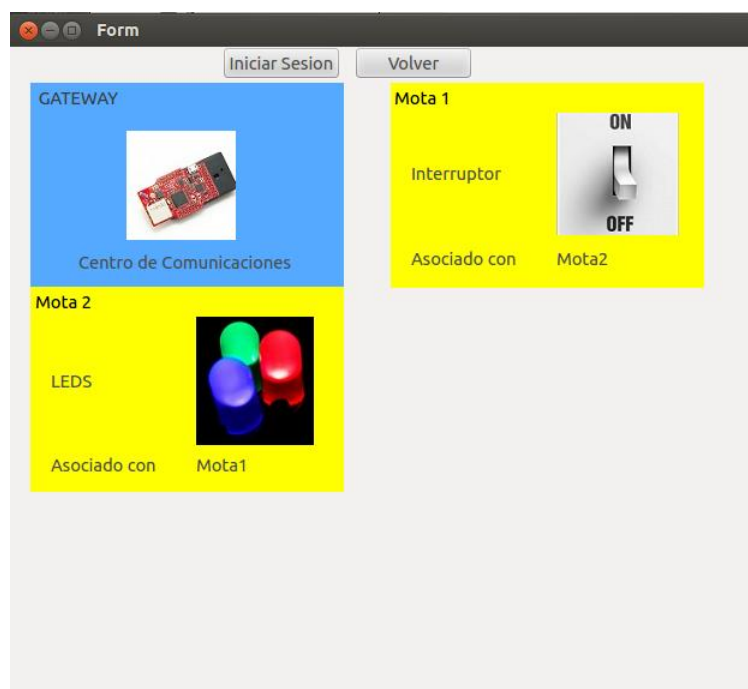 Form
Iniciar Sesion
Volver
GATEWAY
Centro de Comunicaciones
Mota 1
ON
Interruptor
OFF
Asociado con
Mota2
Mota 2
LEDS
Asociado con
Mota1